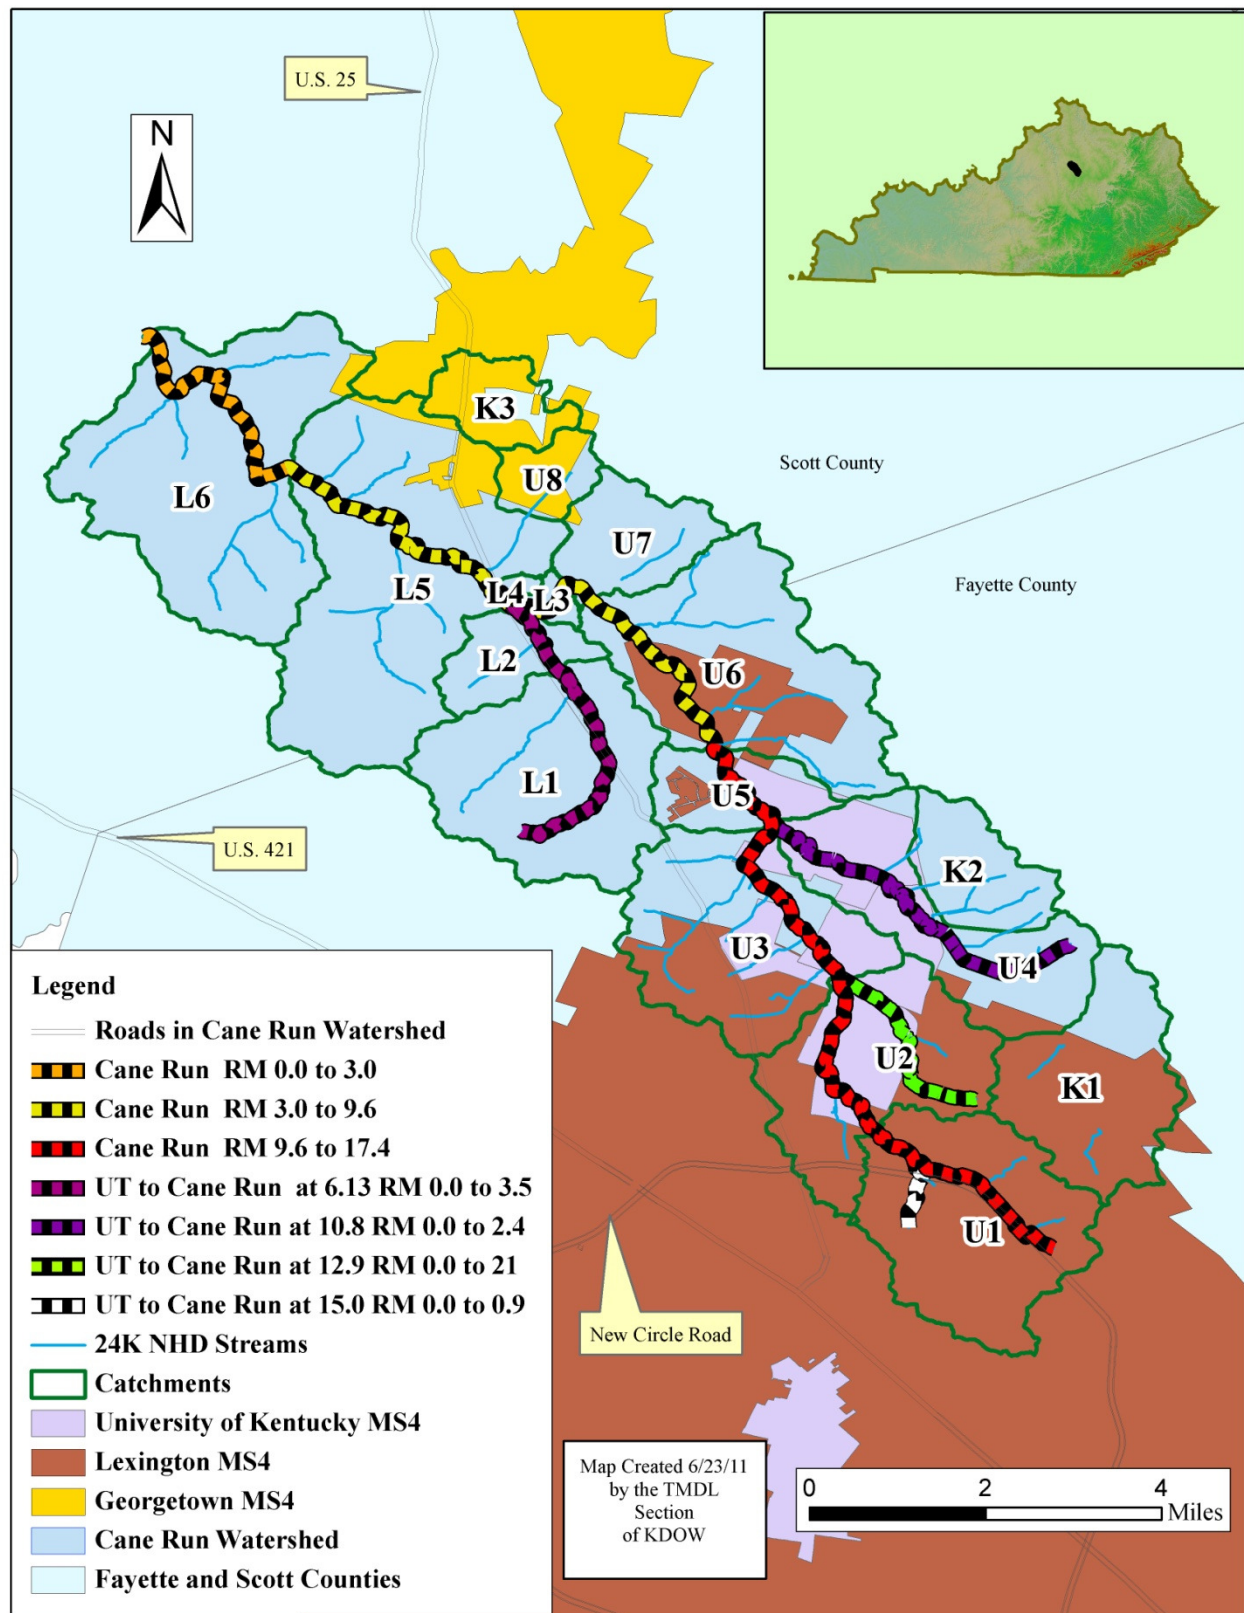 U.S. 25
N
K3
Scott County
U8
L6
U7
Fayette County
L5
L4
L3
L2
U6
L1
U5
U.S. 421
K2
U3
U4
U2
K1
U1
New Circle Road
Legend
Roads in Cane Run Watershed
Cane Run RM 0.0 to 3.0
Cane Run RM 3.0 to 9.6
Cane Run RM 9.6 to 17.4
UT to Cane Run at 6.13 RM 0.0 to 3.5
UT to Cane Run at 10.8 RM 0.0 to 2.4
UT to Cane Run at 12.9 RM 0.0 to 21
UT to Cane Run at 15.0 RM 0.0 to 0.9
24K NHD Streams
Catchments
University of Kentucky MS4
Lexington MS4
Georgetown MS4
Cane Run Watershed
Fayette and Scott Counties
Map Created 6/23/11
by the TMDL
Section
of KDOW
0 2 4
Miles